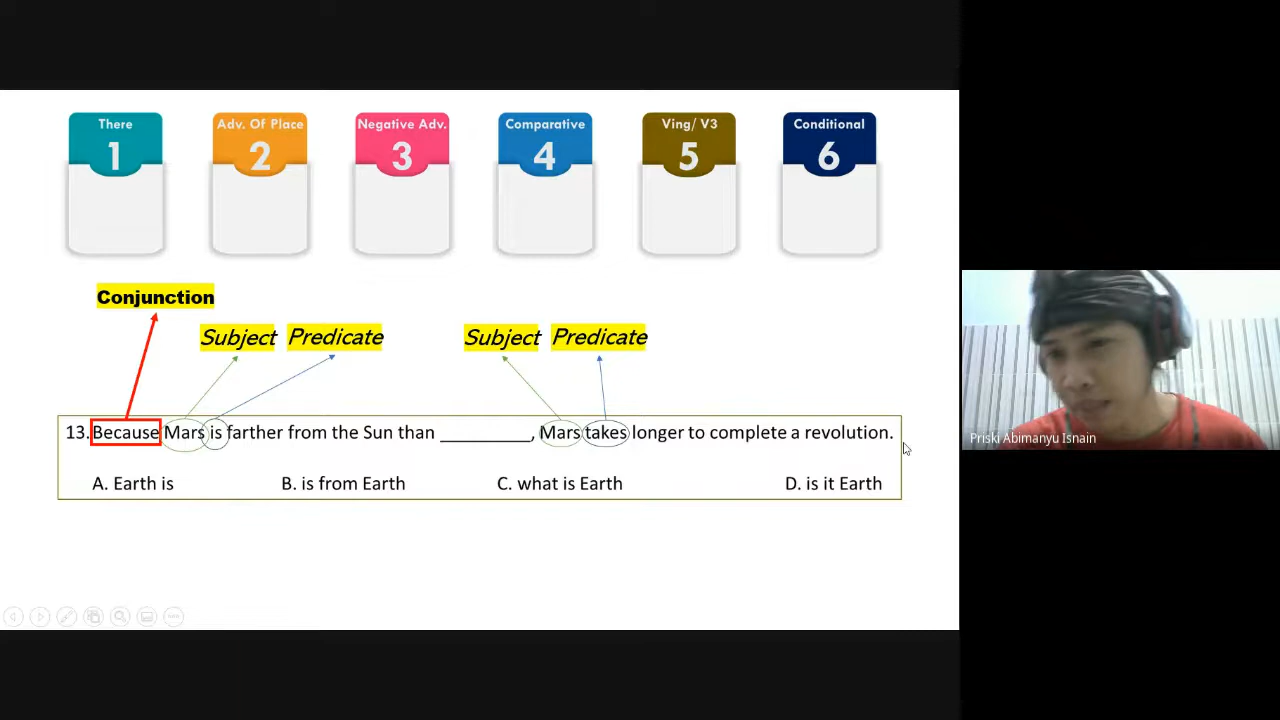 There
Adv. Of Place
Negative Adv.
Comparative
Ving/ V3
Conditional
1
2
3
4
5
6
Conjunction
Subject Predicate
Subject Predicate
13. Because Mars is farther from the Sun than _________, Mars takes longer to complete a revolution.
A. Earth is
B. is from Earth
C. what is Earth
D. is it Earth
Priski Abimanyu Isnain